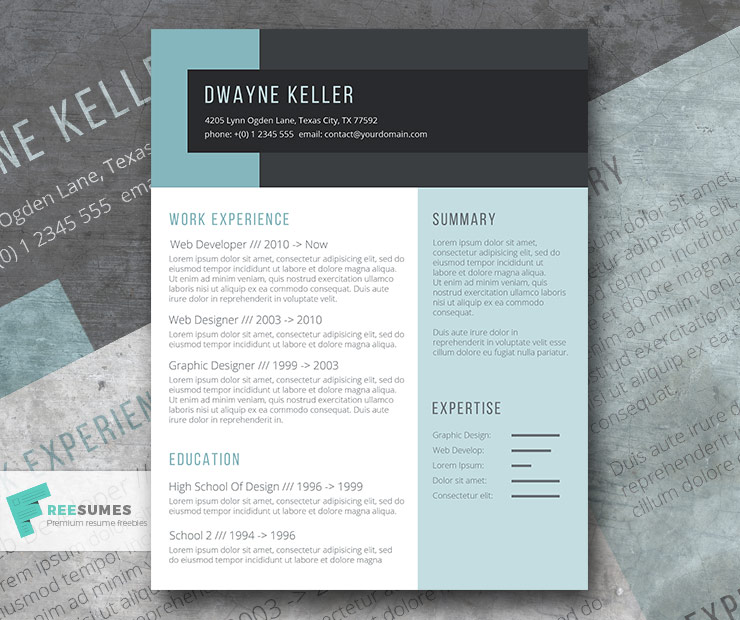 DWAYNE KELLER
4205 Lynn Ogden Lane, Texas City, TX 77592
phone: +(0) 1 2345 555 email: contact@yourdomain.com
WORK EXPERIENCE
Web Developer /// 2010 -> Now
Lorem ipsum dolor sit amet, consectetur adipisicing elit, sed do
eiusmod tempor incididunt ut labore et dolore magna aliqua.
Ut enim ad minim veniam, quis nostrud exercitation ullamco
laboris nisi ut aliquip ex ea commodo consequat. Duis aute
irure dolor in reprehenderit in voluptate velit.
Web Designer /// 2003 -> 2010
Lorem ipsum dolor sit amet, consectetur adipisicing elit, sed do
eiusmod tempor incididunt ut labore et dolore.
Graphic Designer /// 1999 -> 2003
Lorem ipsum dolor sit amet, consectetur adipisicing elit, sed do
eiusmod tempor incididunt ut labore et dolore magna aliqua.
Ut enim ad minim veniam, quis nostrud exercitation ullamco
laboris nisi ut aliquip ex ea commodo consequat. Duis aute
irure dolor in reprehenderit.
EDUCATION
High School Of Design /// 1996 -> 1999
Lorem ipsum dolor sit amet, consectetur adipisicing elit, sed do
eiusmod tempor incididunt ut labore et dolore magna aliqua.
School 2 /// 1994 -> 1996
Lorem ipsum dolor sit amet, consectetur adipisicing elit, sed do
eiusmod tempor incididunt ut labore et dolore magna
SUMMARY
Lorem ipsum dolor sit amet,
consectetur adipisicing elit, sed do
eiusmod tempor incididunt ut labore
et dolore magna aliqua. Ut enim ad
minim veniam, quis
nostrud exercitation ullamco laboris
nisi ut aliquip ex ea commodo
consequat.
Duis aute irure dolor in
reprehenderit in voluptate velit esse
cillum dolore eu fugiat nulla pariatur.
EXPERTISE
Graphic Design:
Web Develop:
Lorem Ipsum:
Dolor sit amet:
Consectetur elit:
FREESUMES
Premium resume freebies